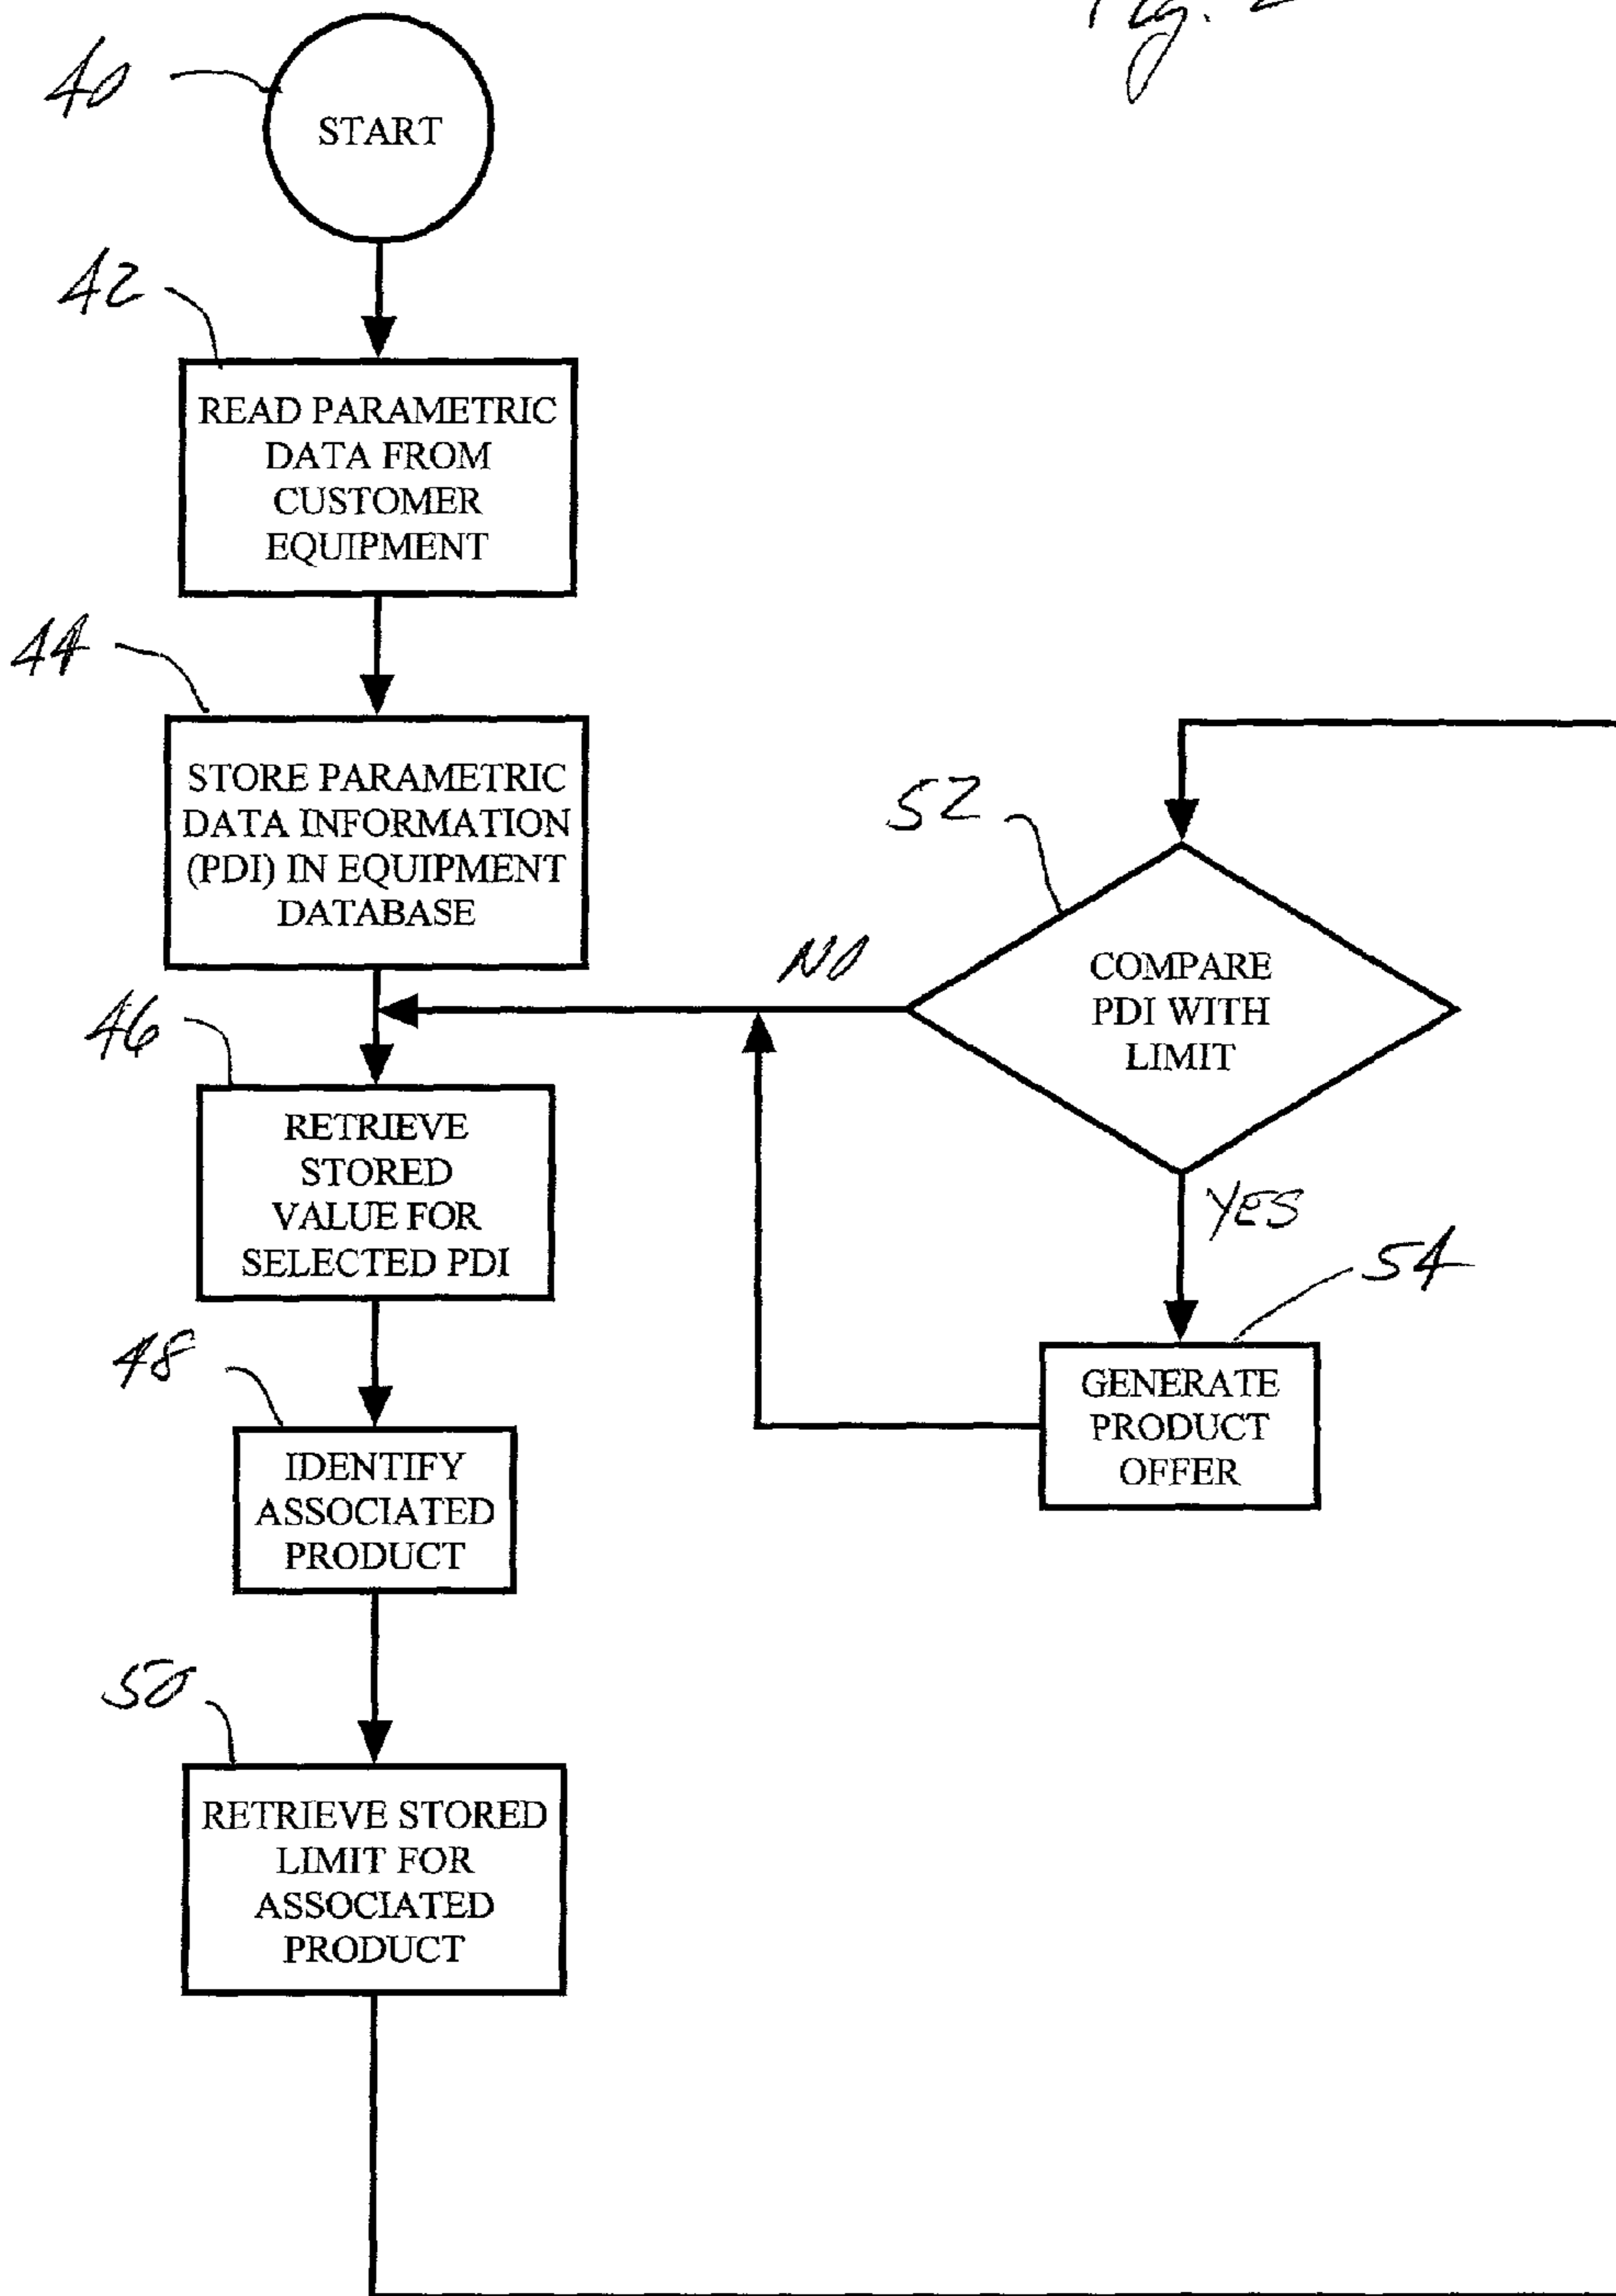 Fig. 2
40
START
42
READ PARAMETRIC
DATA FROM
CUSTOMER
EQUIPMENT
44
STORE PARAMETRIC
DATA INFORMATION
(PDI) IN EQUIPMENT
DATABASE
46
RETRIEVE
STORED
VALUE FOR
SELECTED PDI
48
IDENTIFY
ASSOCIATED
PRODUCT
50
RETRIEVE STORED
LIMIT FOR
ASSOCIATED
PRODUCT
52
COMPARE
PDI WITH
LIMIT
NO
YES
54
GENERATE
PRODUCT
OFFER